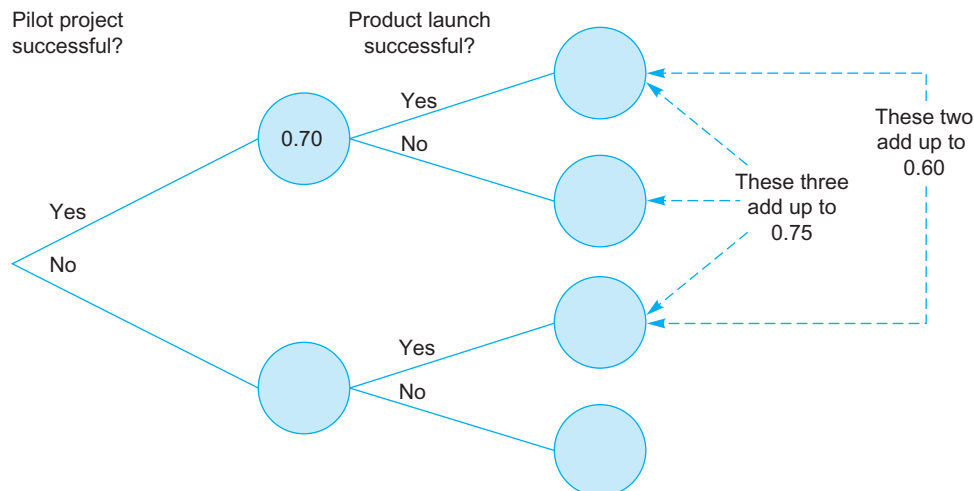 Pilot project
successful?
Product launch
successful?
Yes
No
0.70
Yes
No
Yes
No
These three
add up to
0.75
These two
add up to
0.60